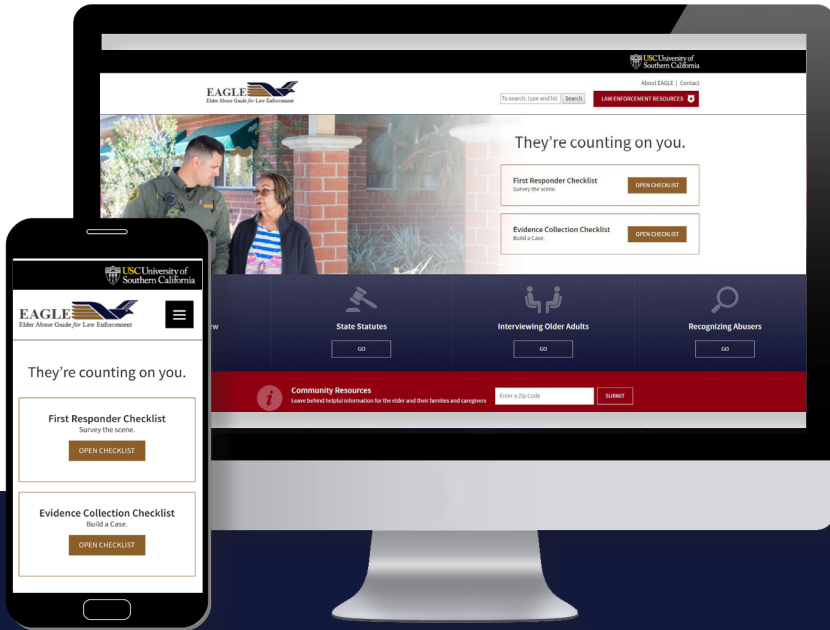 USC University of
Southern California
About EAGLE | Contact
EAGLE
Elder Abuse Guide for Law Enforcement
To search, type and hit
Search
LAW ENFORCEMENT RESOURCES
They're counting on you.
First Responder Checklist
Survey the scene.
OPEN CHECKLIST
Evidence Collection Checklist
Build a Case.
OPEN CHECKLIST
State Statutes
GO
Interviewing Older Adults
GO
Recognizing Abusers
GO
Community Resources
Leave behind helpful information for the elder and their families and caregivers
Enter a Zip Code
SUBMIT
USC University of
Southern California
EAGLE
Elder Abuse Guide for Law Enforcement
They're counting on you.
First Responder Checklist
Survey the scene.
OPEN CHECKLIST
Evidence Collection Checklist
Build a Case.
OPEN CHECKLIST